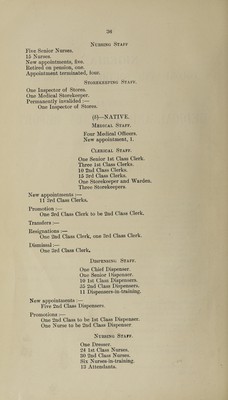 26
NURSING STAFF
Five Senior Nurses.
15 Nurses.
New appointments, five.
Retired on pension, one.
Appointment terminated, four.
STOREKEEPING STAFF.
One Inspector of Stores.
One Medical Storekeeper.
Permanently invalided :—
One Inspector of Stores.
(b)—NATIVE.
MEDICAL STAFF.
Four Medical Officers.
New appointment, 1.
CLERICAL STAFF.
One Senior 1st Class Clerk.
Three 1st Class Clerks.
10 2nd Class Clerks.
15 3rd Class Clerks.
One Storekeeper and Warden.
Three Storekeepers.
New appointments :—
11 3rd Class Clerks.
Promotion :—
One 3rd Class Clerk to be 2nd Class Clerk.
Transfers :—
Resignations :—
One 2nd Class Clerk, one 3rd Class Clerk.
Dismissal :—
One 3rd Class Clerk.
DISPENSING STAFF.
One Chief Dispenser.
One Senior Dispenser.
10 1st Class Dispensers.
25 2nd Class Dispensers.
11 Dispensers-in-training.
New appointments :—
Five 2nd Class Dispensers.
Promotions :—
One 2nd Class to be 1st Class Dispenser.
One Nurse to be 2nd Class Dispenser
NURSING STAFF.
One Dresser.
24 1st Class Nurses.
30 2nd Class Nurses.
Six Nurses-in-training.
13 Attendants.